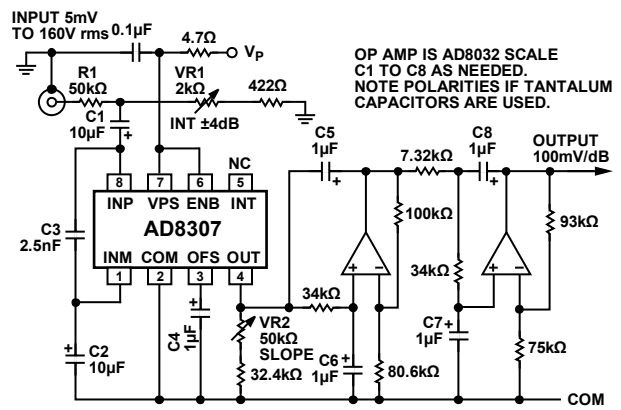 INPUT 5mV
TO 160V rms
0.1µF
4.7Ω
VP
OP AMP IS AD8032 SCALE
C1 TO C8 AS NEEDED.
NOTE POLARITIES IF TANTALUM
CAPACITORS ARE USED.
R1
50kΩ
VR1
2kΩ
422Ω
INT ±4dB
C1
10µF
+
NC
8
7
6
5
INP
VPS
ENB
INT
AD8307
INM
COM
OFS
OUT
1
2
3
4
C3
2.5nF
C2
10µF
+
C4
1µF
+
VR2
50kΩ
SLOPE
32.4kΩ
34kΩ
C5
1µF
+
C6
1µF
+
+
–
100kΩ
80.6kΩ
7.32kΩ
34kΩ
C8
1µF
+
C7
1µF
+
+
–
93kΩ
75kΩ
OUTPUT
100mV/dB
COM